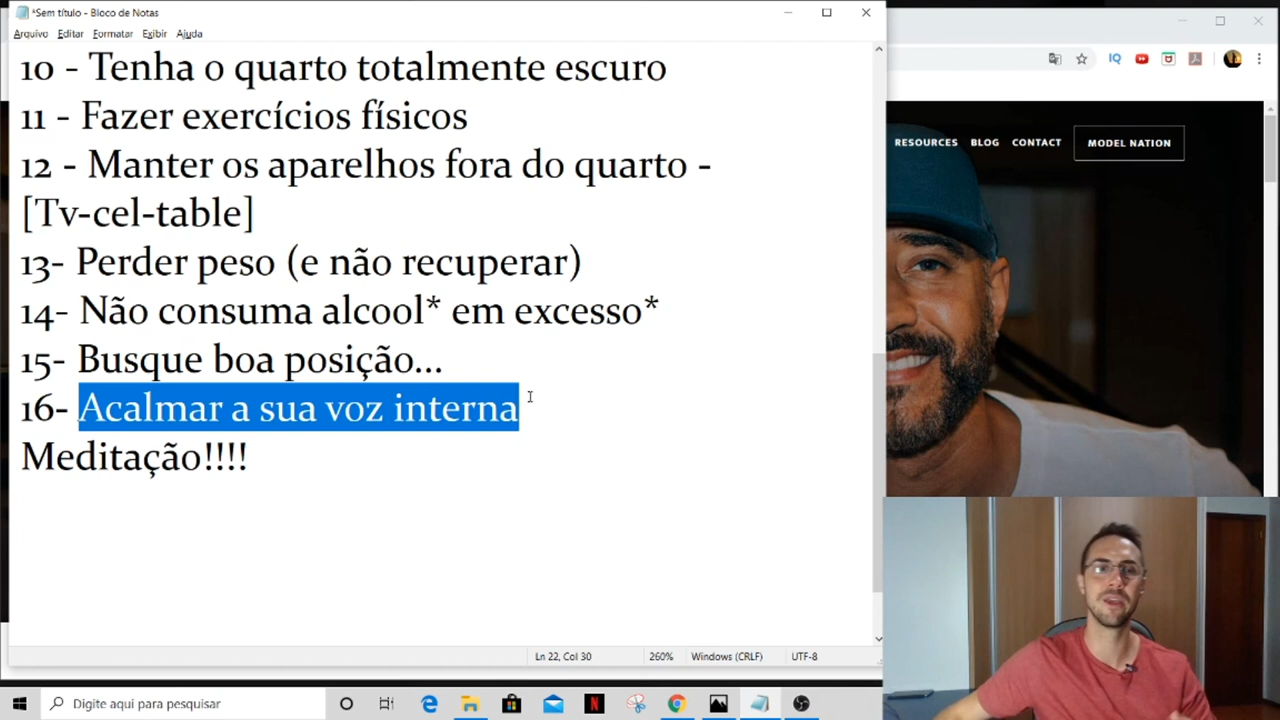 *Sem título - Bloco de Notas
Arquivo Editar Formatar Exibir Ajuda
10 - Tenha o quarto totalmente escuro
11 - Fazer exercícios físicos
12 - Manter os aparelhos fora do quarto -
[Tv-cel-table]
13- Perder peso (e não recuperar)
14- Não consuma alcool* em excesso*
15- Busque boa posição...
16- Acalmar a sua voz interna
Meditação!!!!
Ln 22, Col 30 260% Windows (CRLF) UTF-8
IQ
RESOURCES BLOG CONTACT MODEL NATION
Digite aqui para pesquisar